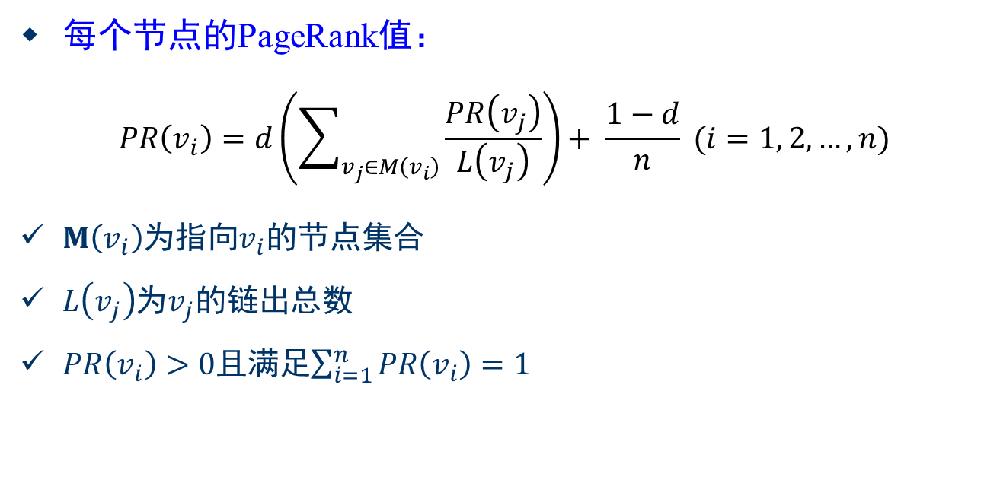 ◆ 每个节点的PageRank值：
$PR(v_i) = d\left(\sum_{v_j \in M(v_i)} \frac{PR(v_j)}{L(v_j)}\right) + \frac{1-d}{n}\ (i = 1, 2, \ldots, n)$
✓ $\mathbf{M}(v_i)$为指向$v_i$的节点集合
✓ $L(v_j)$为$v_j$的链出总数
✓ $PR(v_i) > 0$且满足$\sum_{i=1}^{n} PR(v_i) = 1$